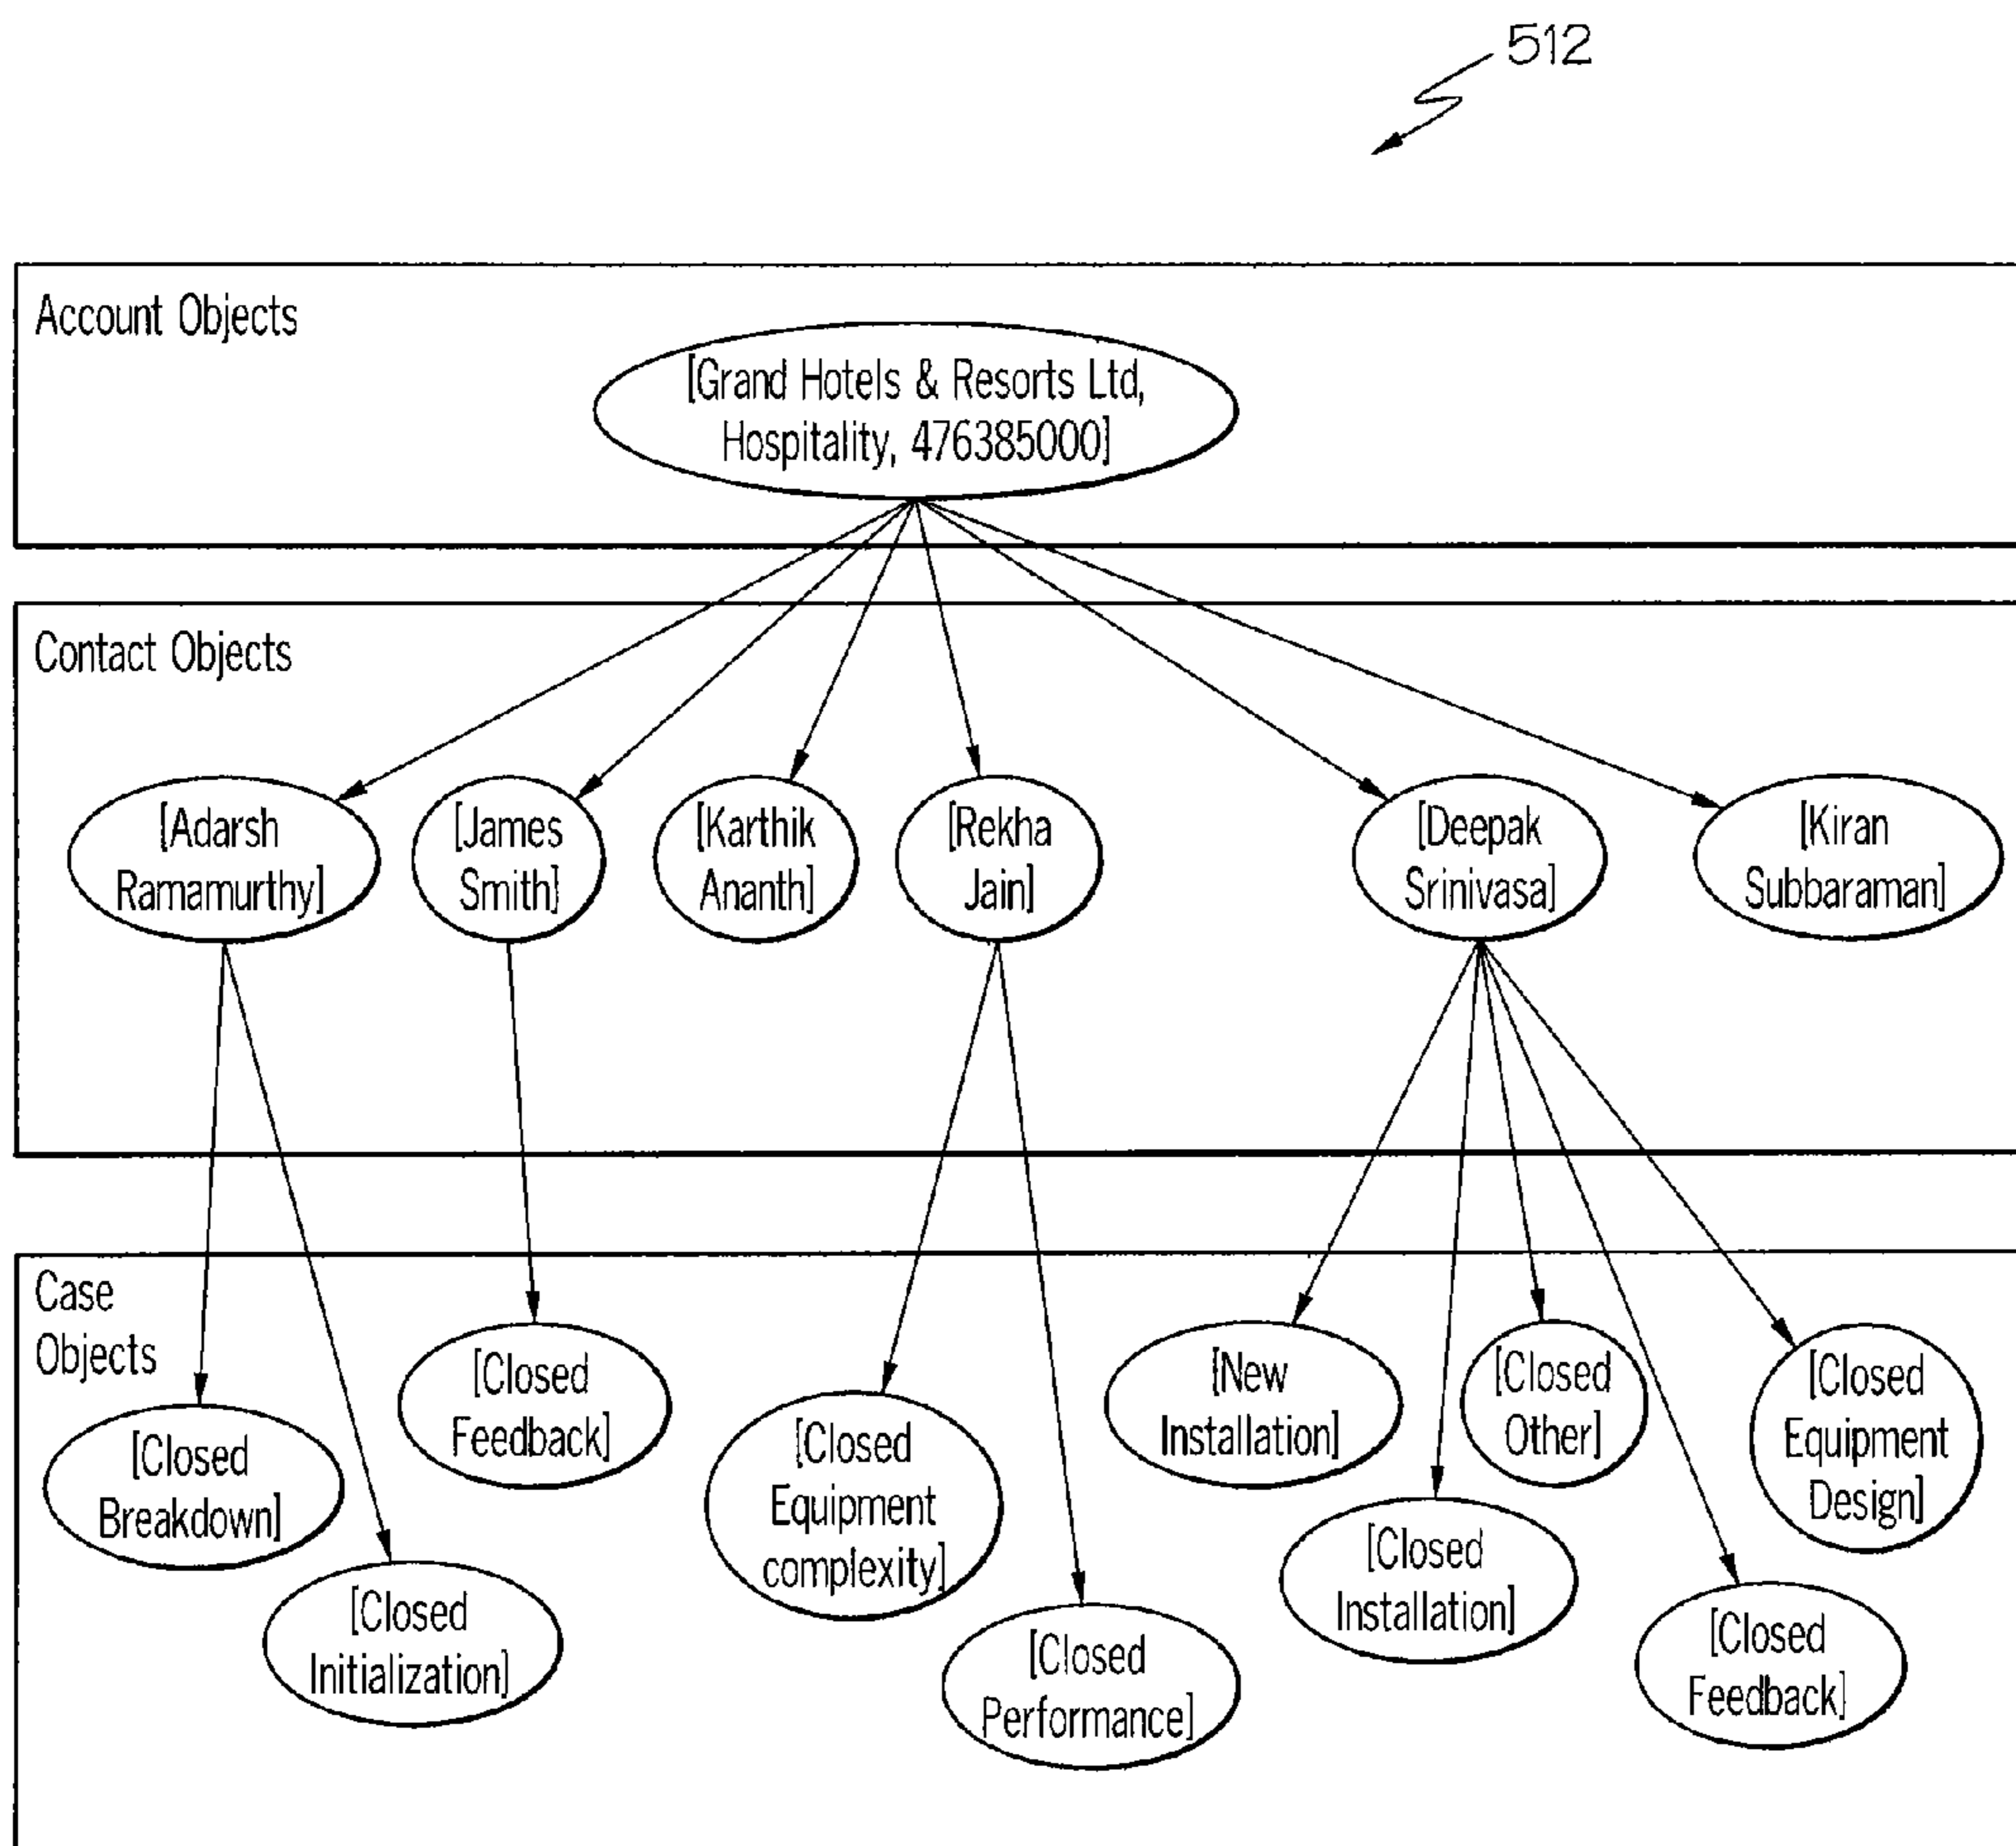 512
Account Objects
[Grand Hotels & Resorts Ltd,
Hospitality, 476385000]
Contact Objects
[Adarsh
Ramamurthy]
[James
Smith]
[Karthik
Ananth]
[Rekha
Jain]
[Deepak
Srinivasa]
[Kiran
Subbaraman]
Case
Objects
[Closed
Breakdown]
[Closed
Initialization]
[Closed
Feedback]
[Closed
Equipment
complexity]
[Closed
Performance]
[New
Installation]
[Closed
Installation]
[Closed
Other]
[Closed
Feedback]
[Closed
Equipment
Design]